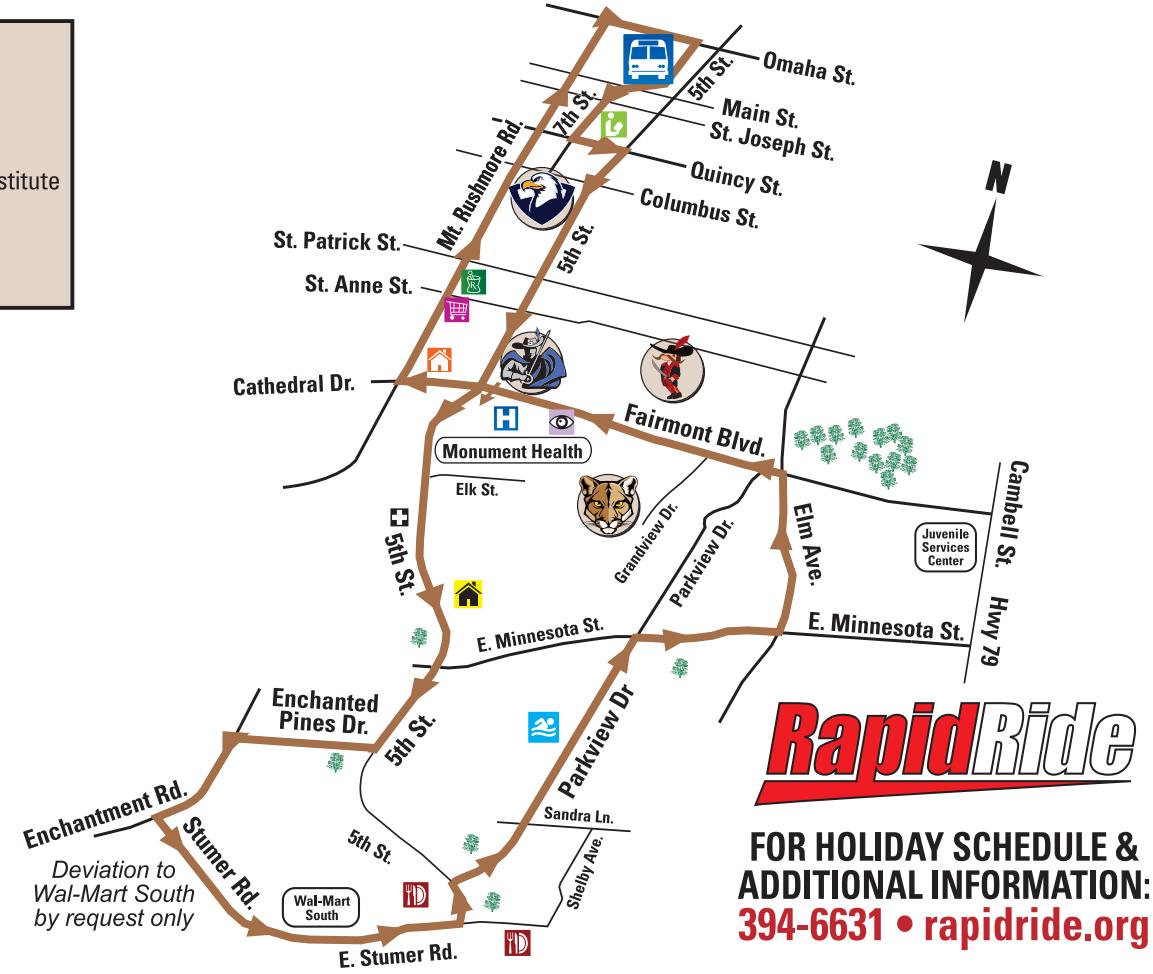 stitute
Omaha St.
5th St.
Main St.
7th St.
St. Joseph St.
Mt. Rushmore Rd.
Quincy St.
Columbus St.
N
St. Patrick St.
5th St.
St. Anne St.
Cathedral Dr.
Fairmont Blvd.
H
Monument Health
Elk St.
Grandview Dr.
Parkview Dr.
Elm Ave.
Cambell St.
Juvenile
Services
Center
5th St.
E. Minnesota St.
E. Minnesota St.
Hwy 79
Enchanted
Pines Dr.
5th St.
Parkview Dr
RapidRide
Enchantment Rd.
Stumer Rd.
5th St.
Sandra Ln.
Shelby Ave.
Deviation to
Wal-Mart South
by request only
Wal-Mart
South
E. Stumer Rd.
FOR HOLIDAY SCHEDULE &
ADDITIONAL INFORMATION:
394-6631 • rapidride.org